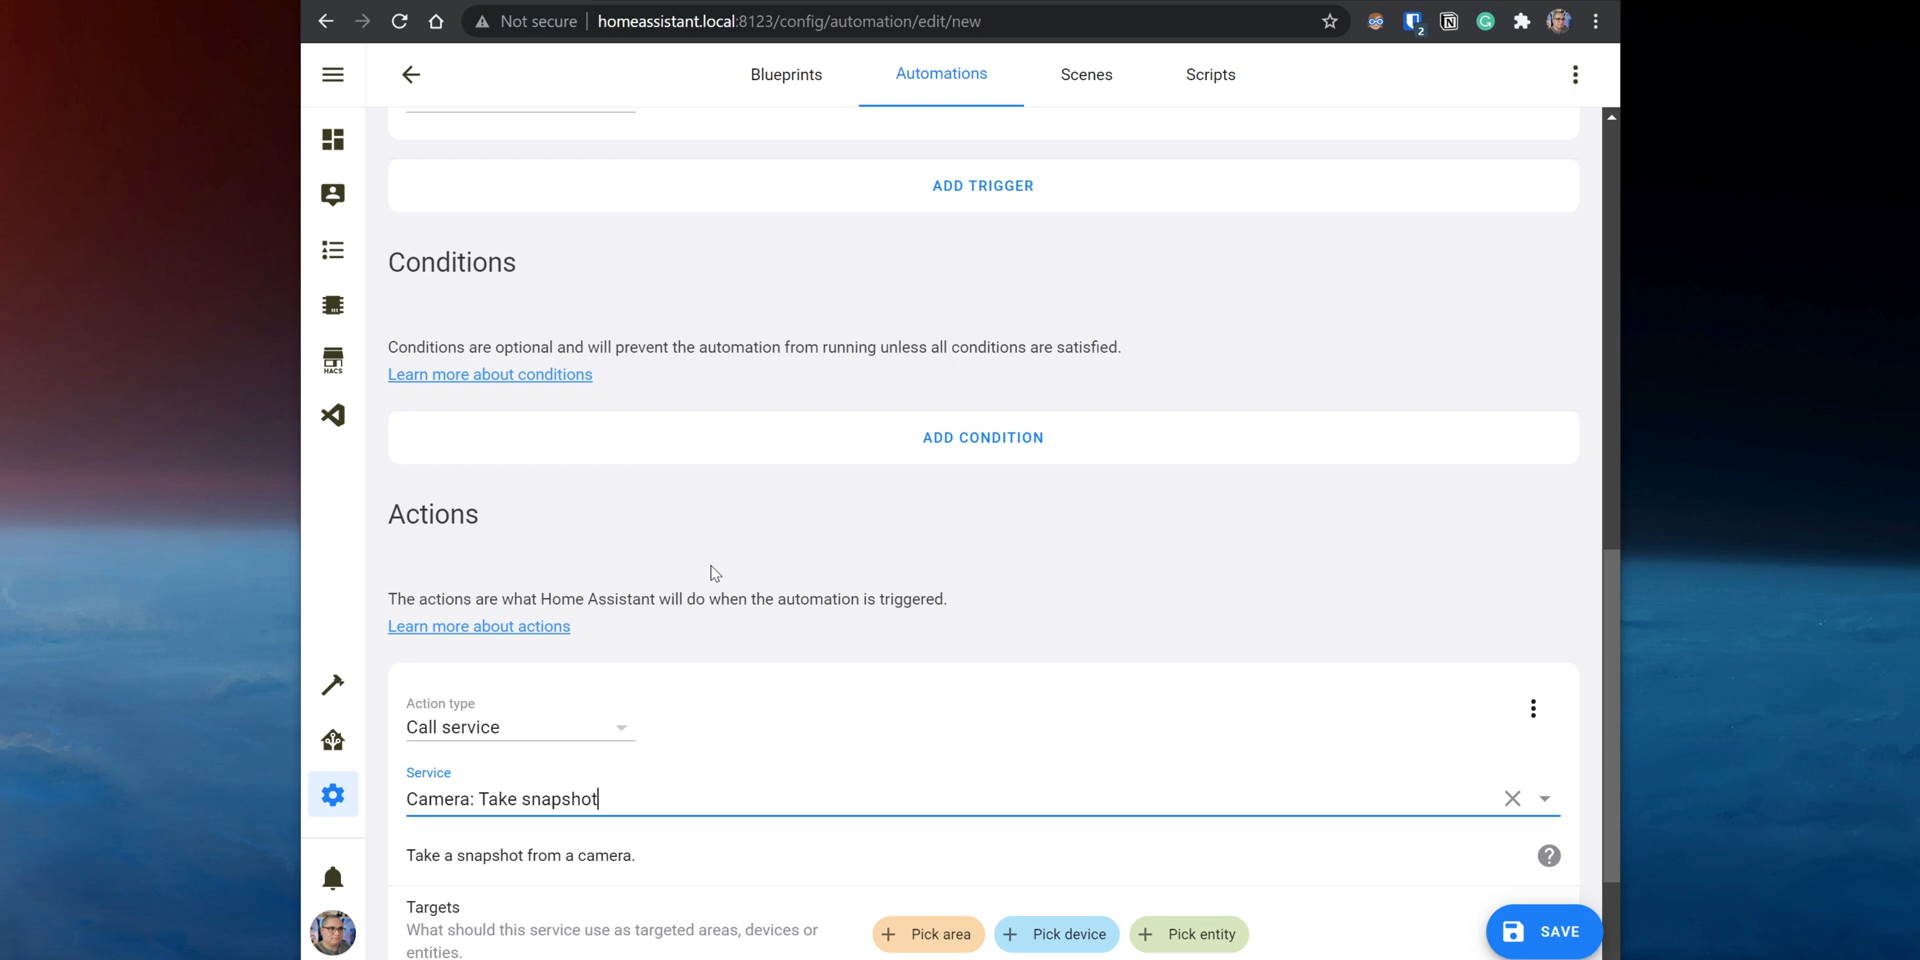 Not secure
homeassistant.local:8123/config/automation/edit/new
2
Blueprints
Automations
Scenes
Scripts
ADD TRIGGER
Conditions
Conditions are optional and will prevent the automation from running unless all conditions are satisfied.
Learn more about conditions
HACS
ADD CONDITION
Actions
The actions are what Home Assistant will do when the automation is triggered.
Learn more about actions
Action type
Call service
Service
Camera: Take snapshot
Take a snapshot from a camera.
Targets
What should this service use as targeted areas, devices or
entities.
Pick area
Pick device
Pick entity
SAVE